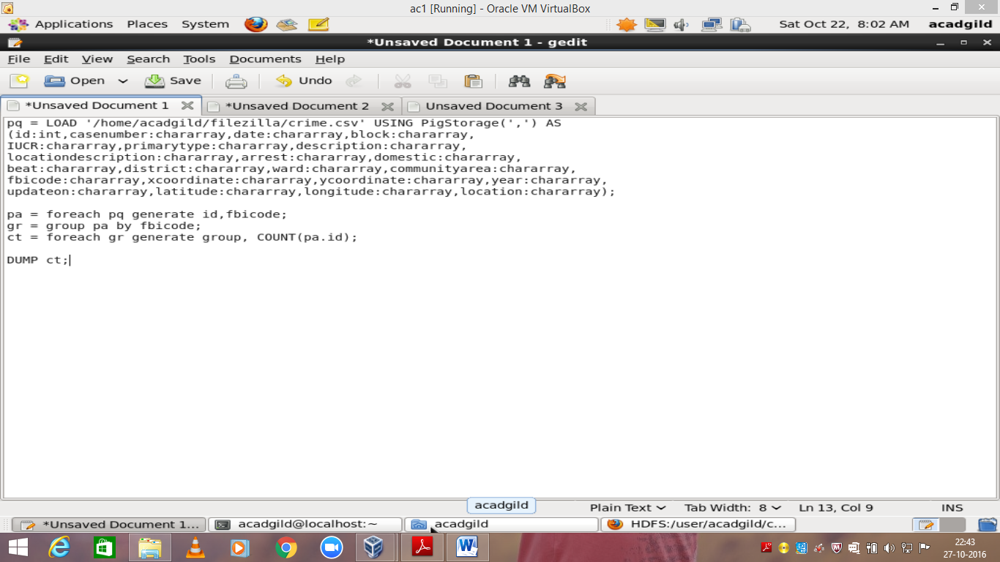 ac1 [Running] - Oracle VM VirtualBox
Applications Places System Sat Oct 22, 8:02 AM acadgild
*Unsaved Document 1 - gedit
File Edit View Search Tools Documents Help
Open Save Undo
*Unsaved Document 1 *Unsaved Document 2 Unsaved Document 3
pq = LOAD '/home/acadgild/filezilla/crime.csv' USING PigStorage(',') AS
(id:int,casenumber:chararray,date:chararray,block:chararray,
IUCR:chararray,primarytype:chararray,description:chararray,
locationdescription:chararray,arrest:chararray,domestic:chararray,
beat:chararray,district:chararray,ward:chararray,communityarea:chararray,
fbicode:chararray,xcoordinate:chararray,ycoordinate:chararray,year:chararray,
updateon:chararray,latitude:chararray,longitude:chararray,location:chararray);
pa = foreach pq generate id,fbicode;
gr = group pa by fbicode;
ct = foreach gr generate group, COUNT(pa.id);
DUMP ct;
acadgild
Plain Text Tab Width: 8 Ln 13, Col 9 INS
*Unsaved Document 1... acadgild@localhost:~ acadgild HDFS:/user/acadgild/c...
22:43
27-10-2016